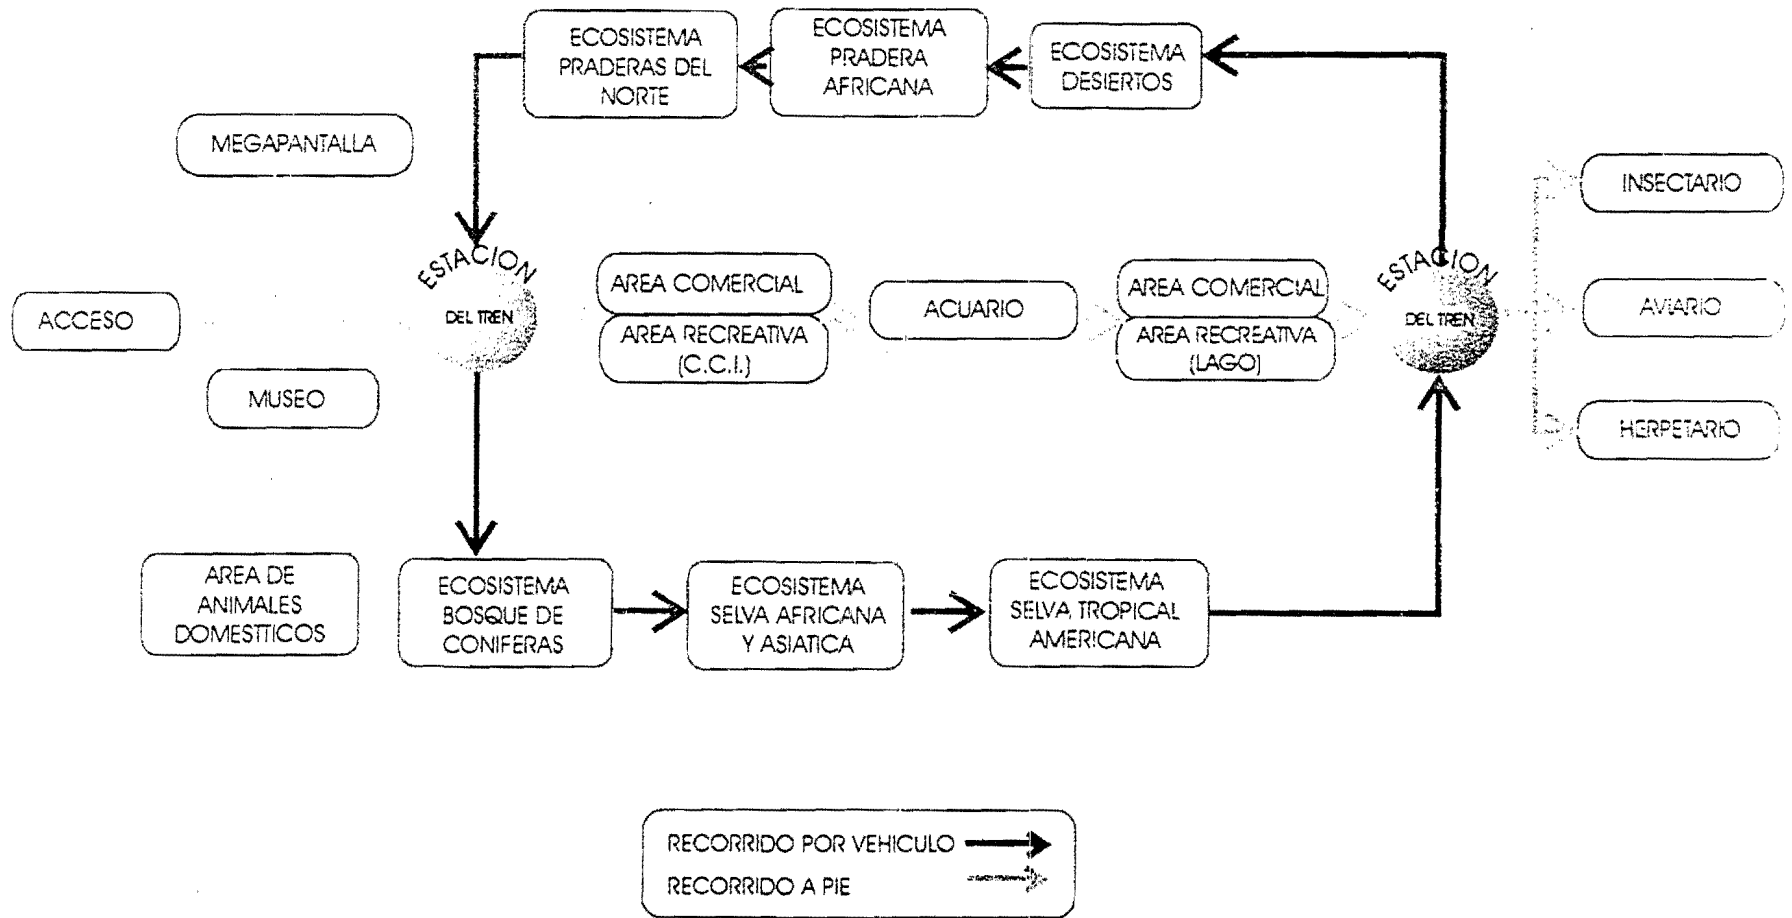 ECOSISTEMA
PRADERAS DEL
NORTE
ECOSISTEMA
PRADERA
AFRICANA
ECOSISTEMA
DESIERTOS
MEGAPANTALLA
INSECTARIO
ACCESO
ESTACION
DEL TREN
AREA COMERCIAL
AREA RECREATIVA
(C.C.I.)
ACUARIO
AREA COMERCIAL
AREA RECREATIVA
(LAGO)
ESTACION
DEL TREN
AVIARIO
MUSEO
HERPETARIO
AREA DE
ANIMALES
DOMESTTICOS
ECOSISTEMA
BOSQUE DE
CONIFERAS
ECOSISTEMA
SELVA AFRICANA
Y ASIATICA
ECOSISTEMA
SELVA TROPICAL
AMERICANA
RECORRIDO POR VEHICULO
RECORRIDO A PIE